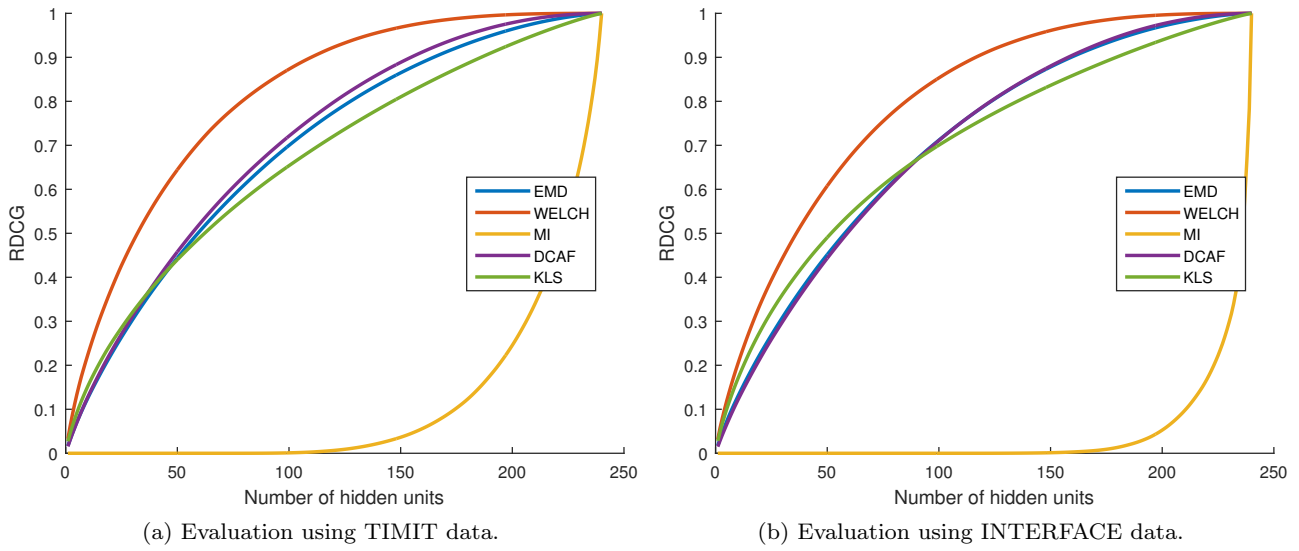 1
0.9
0.8
0.7
0.6
0.5
0.4
0.3
0.2
0.1
0
RDCG
EMD
WELCH
MI
DCAF
KLS
0 50 100 150 200 250
Number of hidden units
(a) Evaluation using TIMIT data.
1
0.9
0.8
0.7
0.6
0.5
0.4
0.3
0.2
0.1
0
RDCG
EMD
WELCH
MI
DCAF
KLS
0 50 100 150 200 250
Number of hidden units
(b) Evaluation using INTERFACE data.